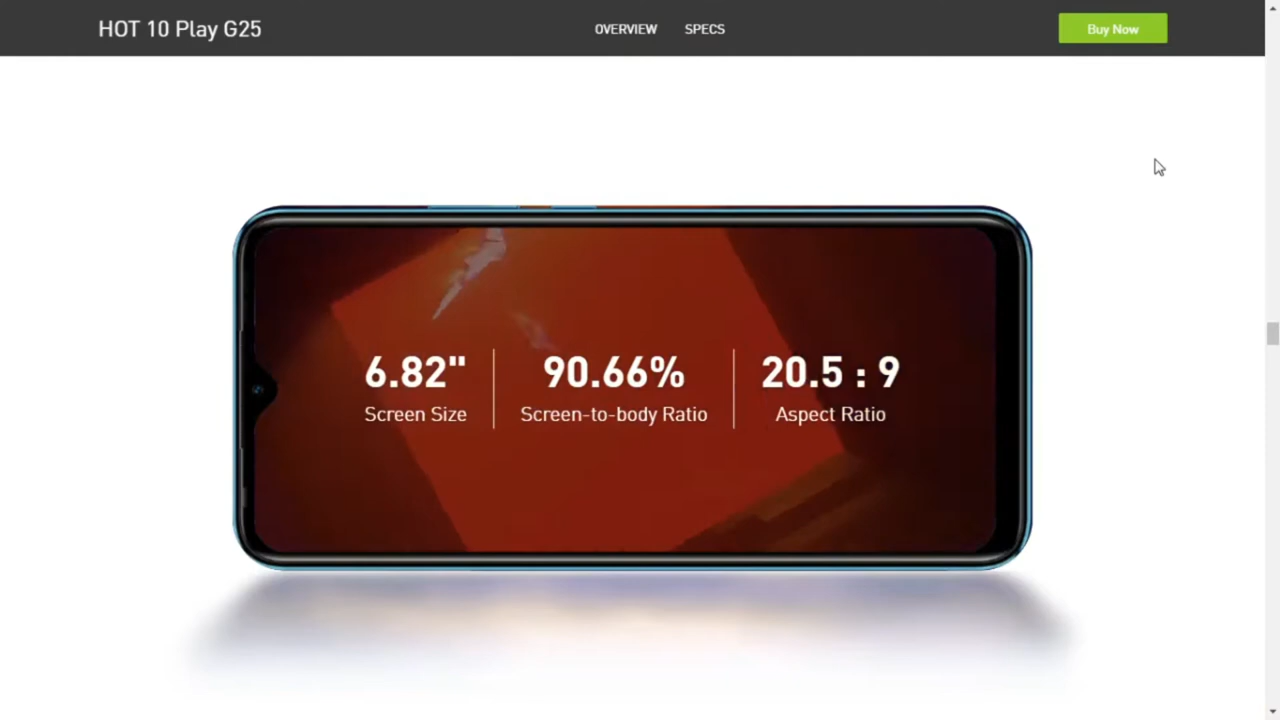 HOT 10 Play G25
OVERVIEW
SPECS
Buy Now
6.82"
Screen Size
90.66%
Screen-to-body Ratio
20.5 : 9
Aspect Ratio